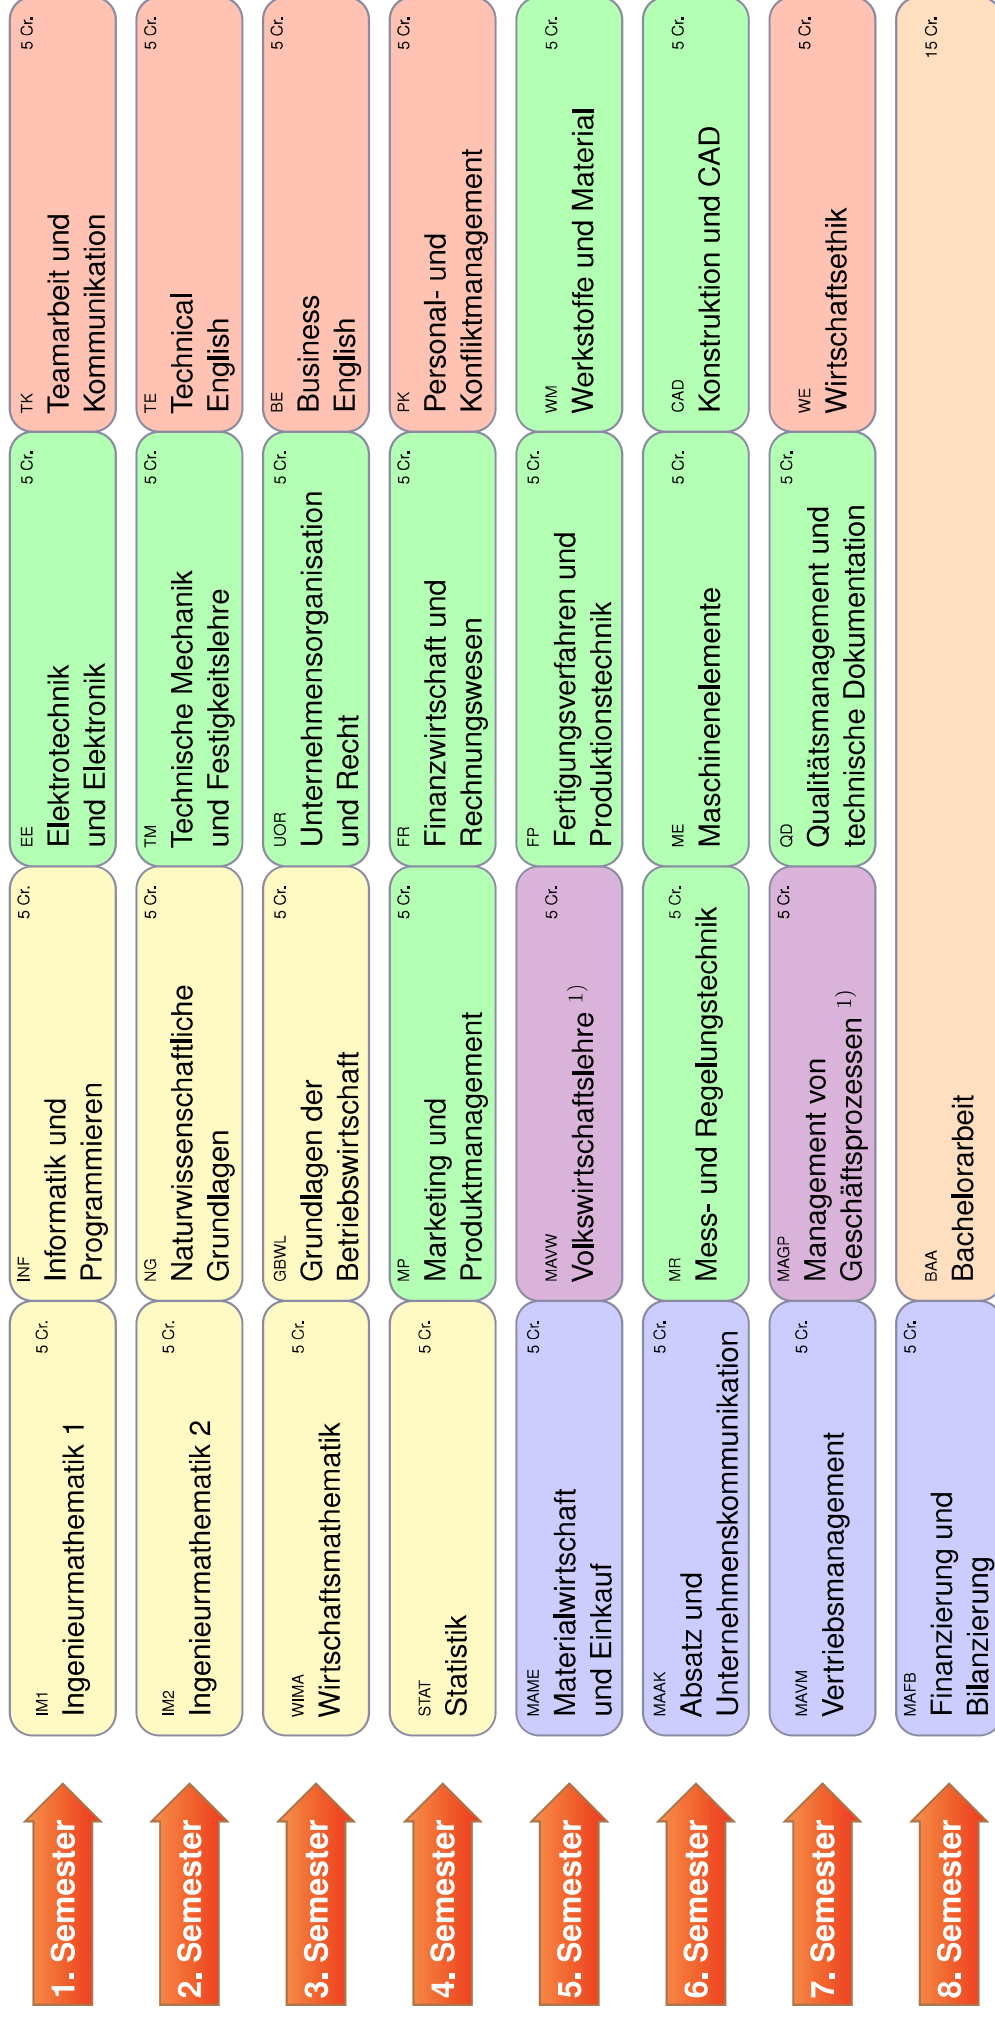 1. Semester
IM1
5 Cr.
Ingenieurmathematik 1
INF
5 Cr.
Informatik und
Programmieren
EE
5 Cr.
Elektrotechnik
und Elektronik
TK
5 Cr.
Teamarbeit und
Kommunikation
2. Semester
IM2
5 Cr.
Ingenieurmathematik 2
NG
5 Cr.
Naturwissenschaftliche
Grundlagen
TM
5 Cr.
Technische Mechanik
und Festigkeitslehre
TE
5 Cr.
Technical
English
3. Semester
WIMA
5 Cr.
Wirtschaftsmathematik
GBWL
5 Cr.
Grundlagen der
Betriebswirtschaft
UOR
5 Cr.
Unternehmensorganisation
und Recht
BE
5 Cr.
Business
English
4. Semester
STAT
5 Cr.
Statistik
MP
5 Cr.
Marketing und
Produktmanagement
FR
5 Cr.
Finanzwirtschaft und
Rechnungswesen
PK
5 Cr.
Personal- und
Konfliktmanagement
5. Semester
MAME
5 Cr.
Materialwirtschaft
und Einkauf
MAVW
5 Cr.
Volkswirtschaftslehre 1)
FP
5 Cr.
Fertigungsverfahren und
Produktionstechnik
WM
5 Cr.
Werkstoffe und Material
6. Semester
MAAK
5 Cr.
Absatz und
Unternehmenskommunikation
MR
5 Cr.
Mess- und Regelungstechnik
ME
5 Cr.
Maschinenelemente
CAD
5 Cr.
Konstruktion und CAD
7. Semester
MAVM
5 Cr.
Vertriebsmanagement
MAGP
5 Cr.
Management von
Geschäftsprozessen 1)
QD
5 Cr.
Qualitätsmanagement und
technische Dokumentation
WE
5 Cr.
Wirtschaftsethik
8. Semester
MAFB
5 Cr.
Finanzierung und
Bilanzierung
BAA
15 Cr.
Bachelorarbeit